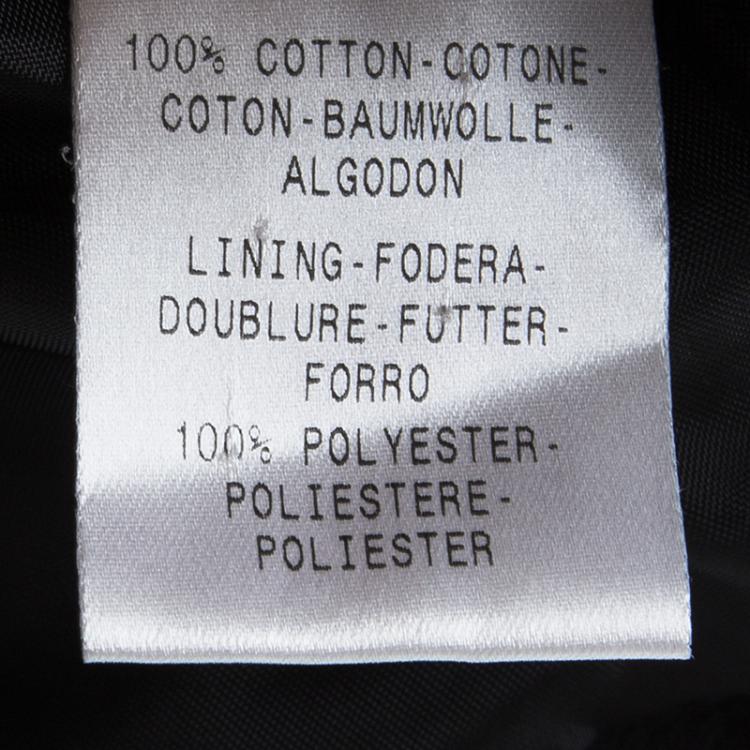 100% COTTON-COTONE-
COTON-BAUMWOLLE-
ALGODON
LINING-FODERA-
DOUBLURE-FUTTER-
FORRO
100% POLYESTER-
POLIESTERE-
POLIESTER